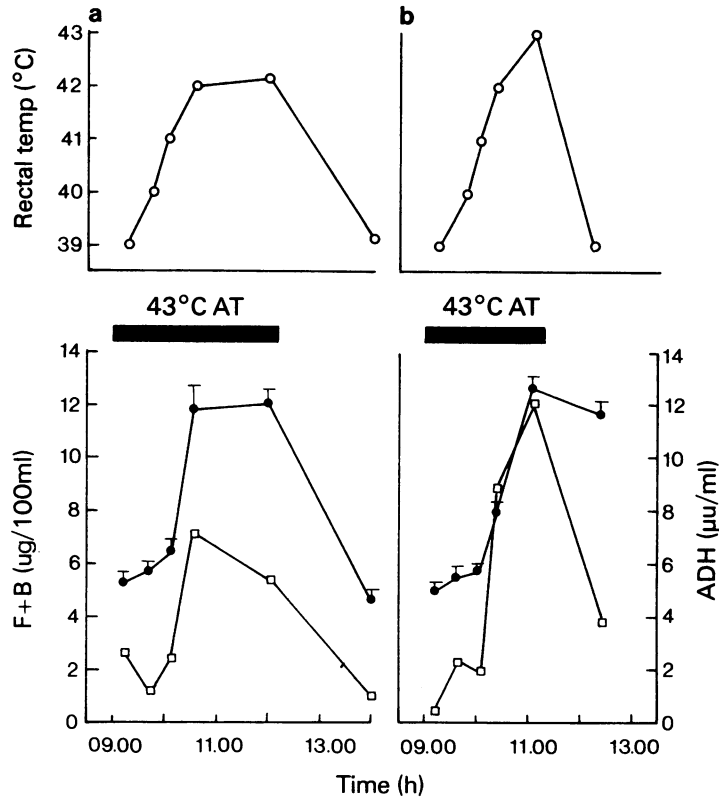 a
b
43
42
41
40
39
Rectal temp (°C)
43°C AT
43°C AT
14
12
10
8
6
4
2
0
F+B (ug/100ml)
14
12
10
8
6
4
2
0
ADH (µu/ml)
09.00 11.00 13.00
09.00 11.00 13.00
Time (h)